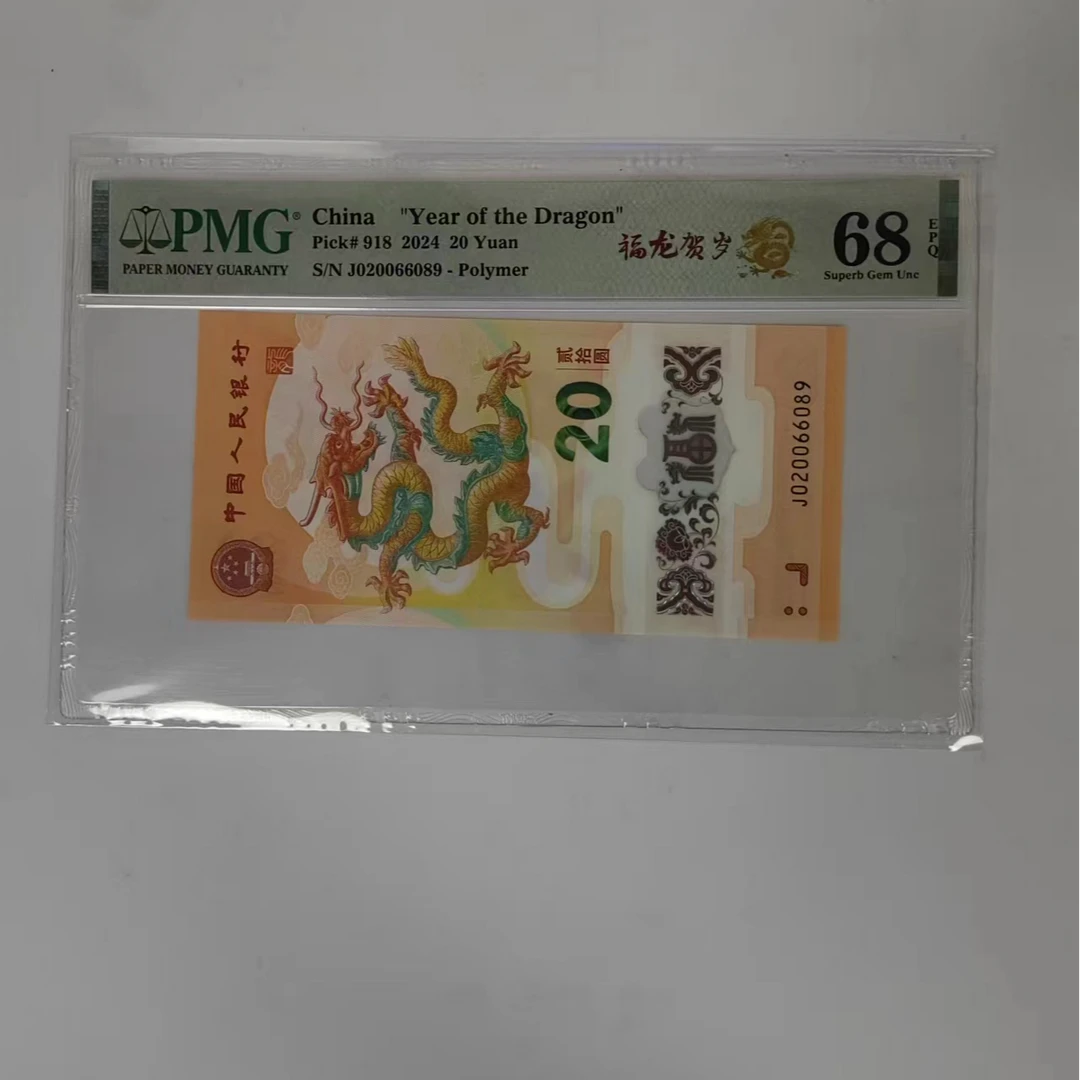 PMG®
PAPER MONEY GUARANTY
China "Year of the Dragon"
Pick# 918 2024 20 Yuan
S/N J020066089 - Polymer
福龙贺岁
68
EPQ
Superb Gem Unc
中国人民银行
贰拾圆
20
福
J020066089